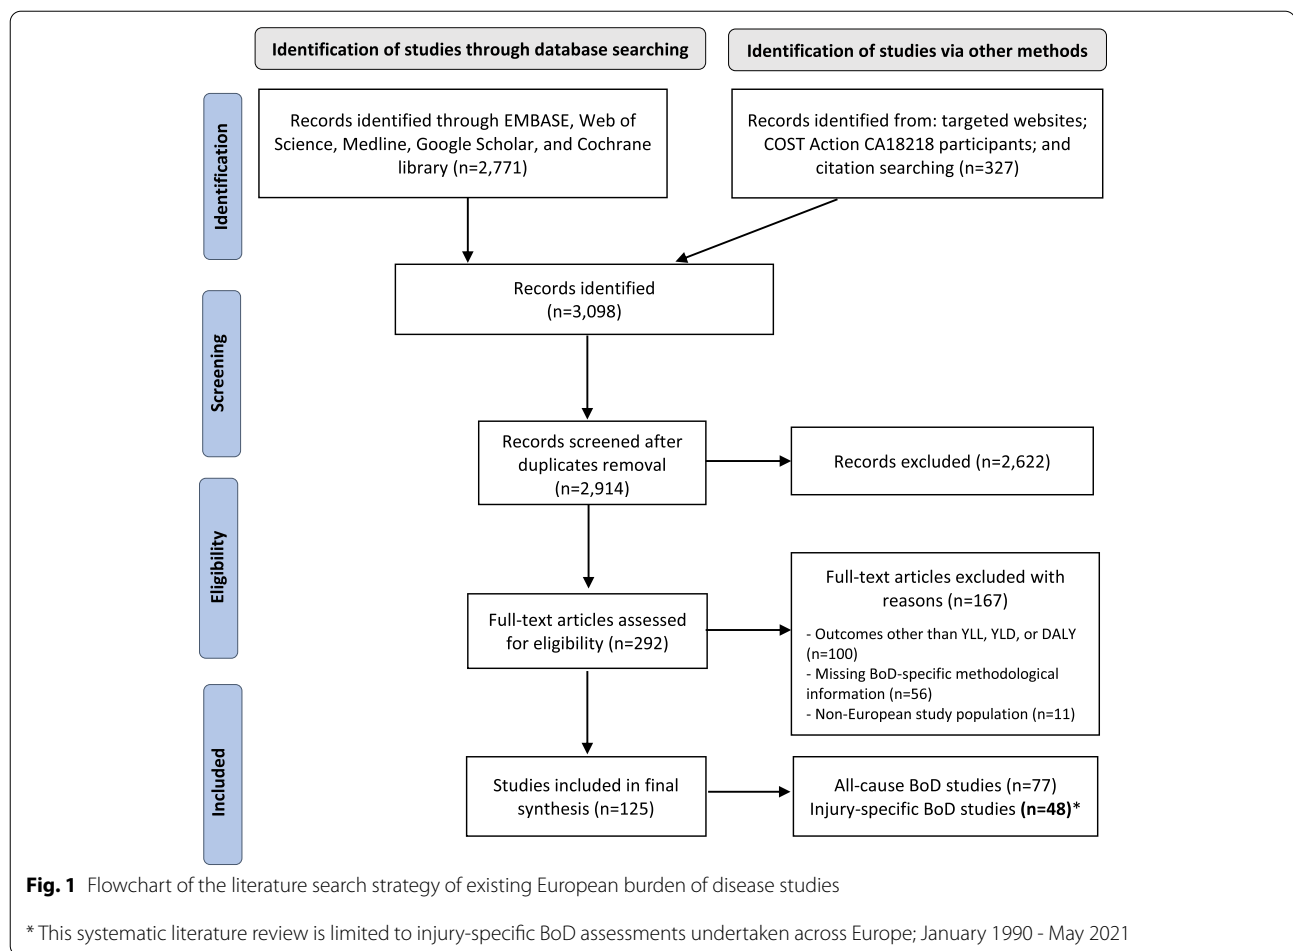 Identification of studies through database searching
Identification of studies via other methods
Identification
Records identified through EMBASE, Web of
Science, Medline, Google Scholar, and Cochrane
library (n=2,771)
Records identified from: targeted websites;
COST Action CA18218 participants; and
citation searching (n=327)
Records identified
(n=3,098)
Screening
Records screened after
duplicates removal
(n=2,914)
Records excluded (n=2,622)
Eligibility
Full-text articles assessed
for eligibility (n=292)
Full-text articles excluded with
reasons (n=167)
- Outcomes other than YLL, YLD, or DALY
(n=100)
- Missing BoD-specific methodological
information (n=56)
- Non-European study population (n=11)
Included
Studies included in final
synthesis (n=125)
All-cause BoD studies (n=77)
Injury-specific BoD studies (n=48)*
Fig. 1 Flowchart of the literature search strategy of existing European burden of disease studies
* This systematic literature review is limited to injury-specific BoD assessments undertaken across Europe; January 1990 - May 2021